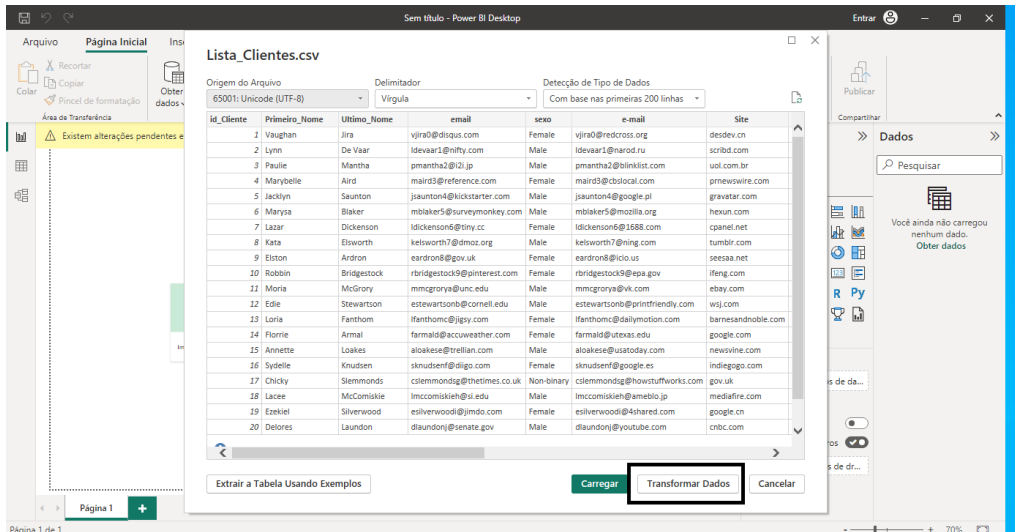 Sem título - Power BI Desktop
Entrar
Arquivo Página Inicial Ins
Recortar
Copiar
Pincel de formatação
Colar
Obter dados
Área de Transferência
Publicar
Compartilhar
Existem alterações pendentes e
Lista_Clientes.csv
Origem do Arquivo Delimitador Detecção de Tipo de Dados
65001: Unicode (UTF-8) Vírgula Com base nas primeiras 200 linhas
id_Cliente Primeiro_Nome Ultimo_Nome email sexo e-mail Site
1 Vaughan Jira vjira0@disqus.com Female vjira0@redcross.org desdev.cn
2 Lynn De Vaar ldevaar1@nifty.com Male ldevaar1@narod.ru scribd.com
3 Paulie Mantha pmantha2@i2i.jp Female pmantha2@blinklist.com uol.com.br
4 Marybelle Aird maird3@reference.com Female maird3@cbslocal.com prnewswire.com
5 Jacklyn Saunton jsaunton4@kickstarter.com Male jsaunton4@google.pl gravatar.com
6 Marysa Blaker mblaker5@surveymonkey.com Male mblaker5@mozilla.org hexun.com
7 Lazar Dickenson ldickenson6@tiny.cc Female ldickenson6@1688.com cpanel.net
8 Kata Elsworth kelsworth7@dmoz.org Male kelsworth7@ning.com tumblr.com
9 Elston Ardron eardron8@gov.uk Female eardron8@icio.us seesaa.net
10 Robbin Bridgestock rbridgestock9@pinterest.com Female rbridgestock9@epa.gov ifeng.com
11 Moria McGrory mmcgrorya@unc.edu Male mmcgrorya@vk.com ebay.com
12 Edie Stewartson estewartsonb@cornell.edu Male estewartsonb@printfriendly.com wsj.com
13 Loria Fanthom lfanthomc@jigsy.com Female lfanthomc@dailymotion.com barnesandnoble.com
14 Florrie Armal farmald@accuweather.com Female farmald@utexas.edu google.com
15 Annette Loakes aloakese@trellian.com Male aloakese@usatoday.com newsvine.com
16 Sydelle Knudsen sknudsenf@diigo.com Female sknudsenf@google.es indiegogo.com
17 Chicky Slemmonds cslemmondsg@thetimes.co.uk Non-binary cslemmondsg@howstuffworks.com gov.uk
18 Lacee McComiskie lmccomiskieh@si.edu Male lmccomiskieh@ameblo.jp mediafire.com
19 Ezekiel Silverwood esilverwoodi@jimdo.com Female esilverwoodi@4shared.com google.cn
20 Delores Laundon dlaundonj@senate.gov Male dlaundonj@youtube.com cnbc.com
Extrair a Tabela Usando Exemplos Carregar Transformar Dados Cancelar
Dados
Pesquisar
Você ainda não carregou
nenhum dado.
Obter dados
123
R Py
s de da...
os
s de dr...
Página 1
Página 1 de 1
70%